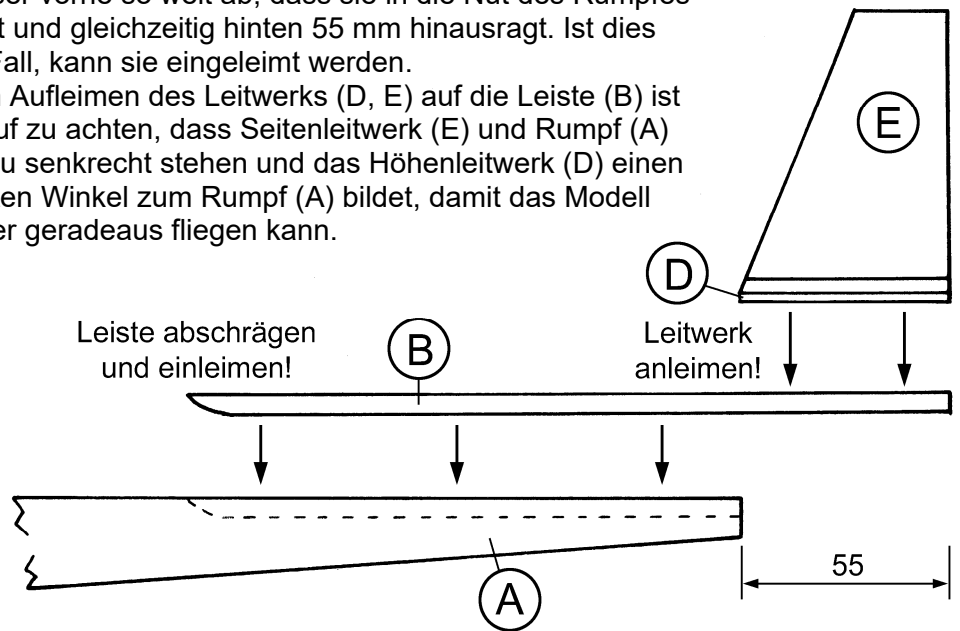 ser vorne so weit ab, dass sie in die Nut des Rumpfes
t und gleichzeitig hinten 55 mm hinausragt. Ist dies
Fall, kann sie eingeleimt werden.
n Aufleimen des Leitwerks (D, E) auf die Leiste (B) ist
uf zu achten, dass Seitenleitwerk (E) und Rumpf (A)
u senkrecht stehen und das Höhenleitwerk (D) einen
en Winkel zum Rumpf (A) bildet, damit das Modell
er geradeaus fliegen kann.
E
D
Leiste abschrägen
und einleimen!
B
Leitwerk
anleimen!
55
A